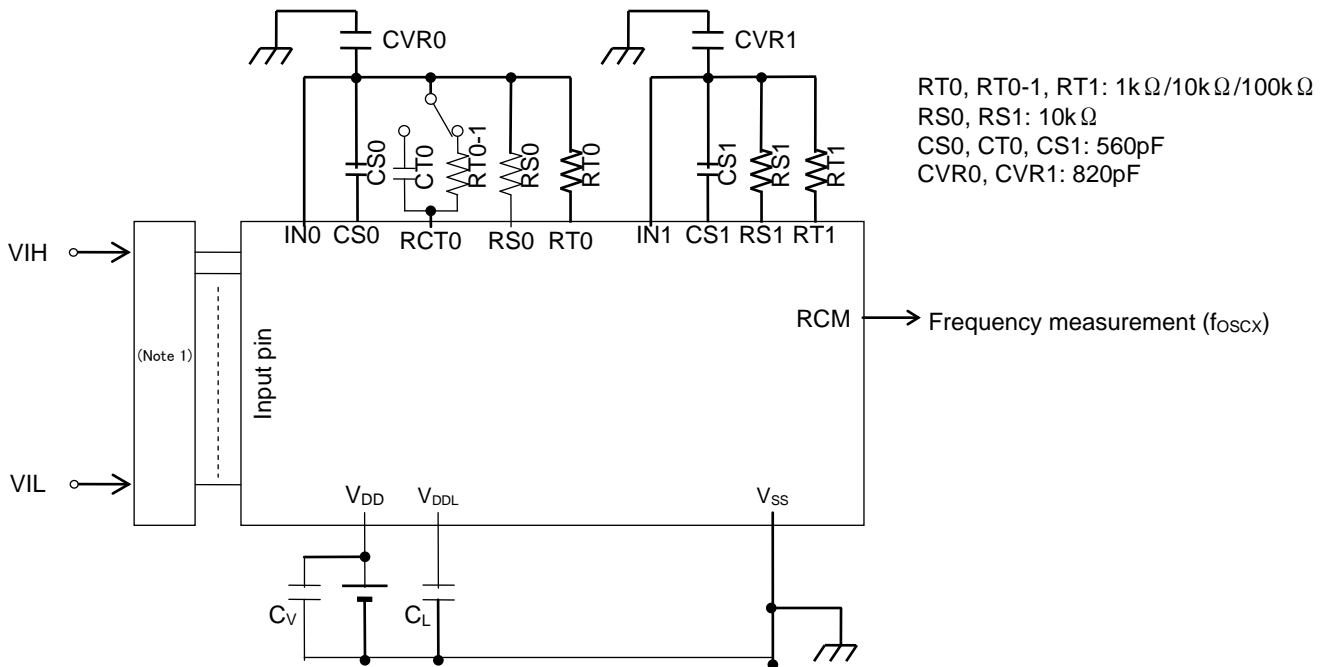 CVR0
CVR1
RT0, RT0-1, RT1: 1kΩ/10kΩ/100kΩ
RS0, RS1: 10kΩ
CS0, CT0, CS1: 560pF
CVR0, CVR1: 820pF
CS0
CT0
RT0-1
RS0
RT0
CS1
RS1
RT1
IN0
CS0
RCT0
RS0
RT0
IN1
CS1
RS1
RT1
VIH
VIL
(Note 1)
Input pin
RCM
Frequency measurement (fOSCX)
VDD
VDDL
VSS
CV
CL